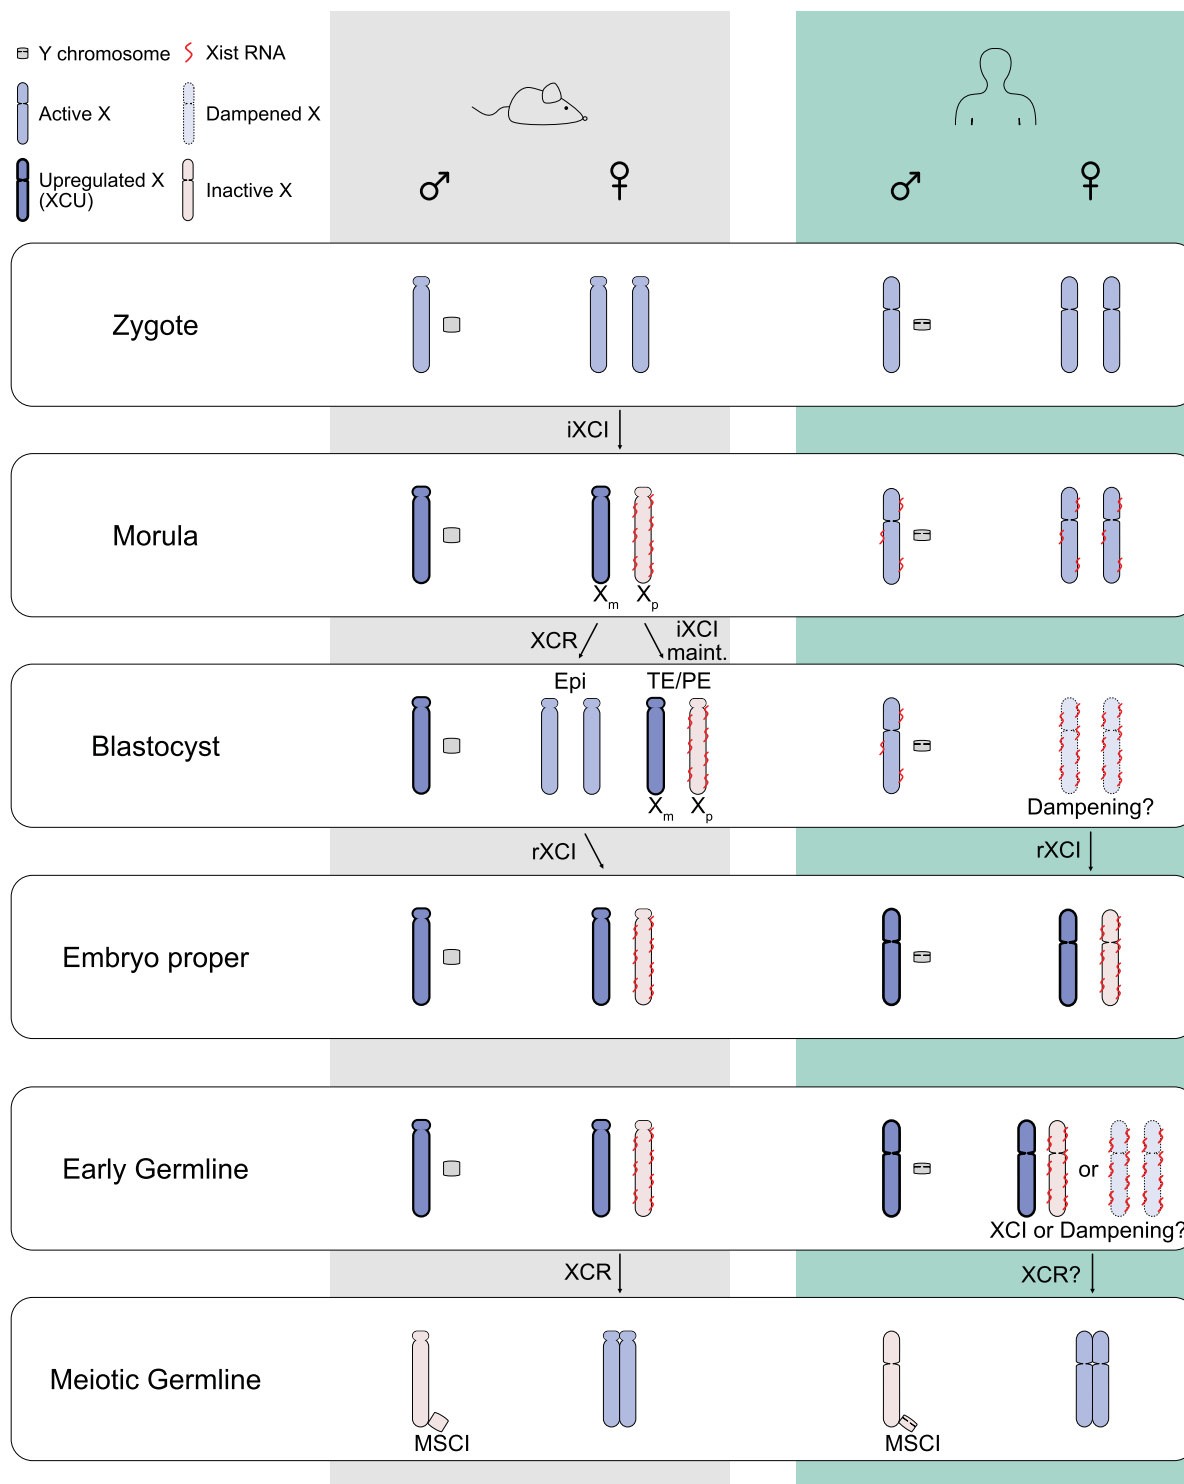 Y chromosome
Xist RNA
Active X
Dampened X
Upregulated X
(XCU)
Inactive X
♂
♀
♂
♀
Zygote
iXCI
Morula
Xm
Xp
XCR
iXCI
maint.
Epi
TE/PE
Blastocyst
Xm
Xp
Dampening?
rXCI
rXCI
Embryo proper
Early Germline
or
XCI or Dampening?
XCR
XCR?
Meiotic Germline
MSCI
MSCI